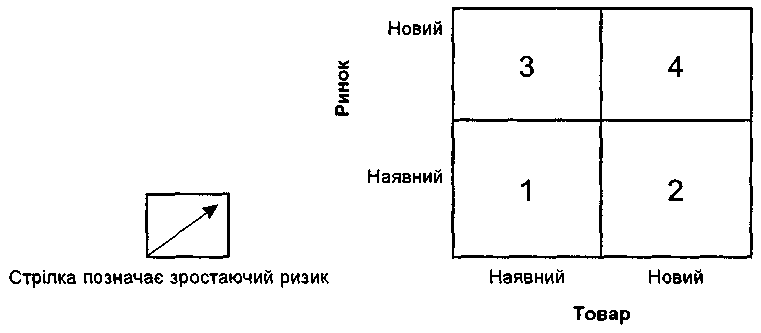 Новий
3
4
Ринок
Наявний
1
2
Стрілка позначає зростаючий ризик
Наявний
Новий
Товар